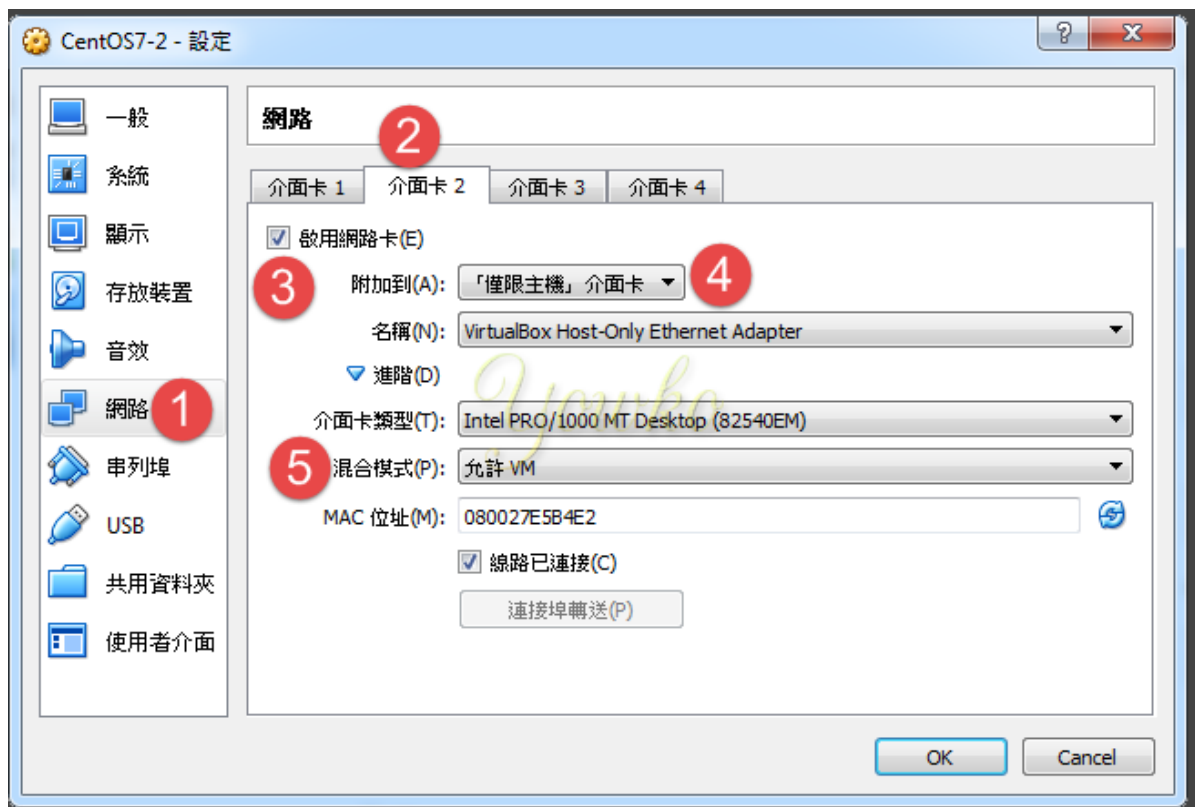 CentOS7-2 - 設定
一般
系統
顯示
存放裝置
音效
網路 1
串列埠
USB
共用資料夾
使用者介面
網路
2
介面卡 1 介面卡 2 介面卡 3 介面卡 4
啟用網路卡(E)
3 附加到(A): 「僅限主機」介面卡 4
名稱(N): VirtualBox Host-Only Ethernet Adapter
進階(D)
Yowko
介面卡類型(T): Intel PRO/1000 MT Desktop (82540EM)
5 混合模式(P): 允許 VM
MAC 位址(M): 080027E5B4E2
線路已連接(C)
連接埠轉送(P)
OK Cancel